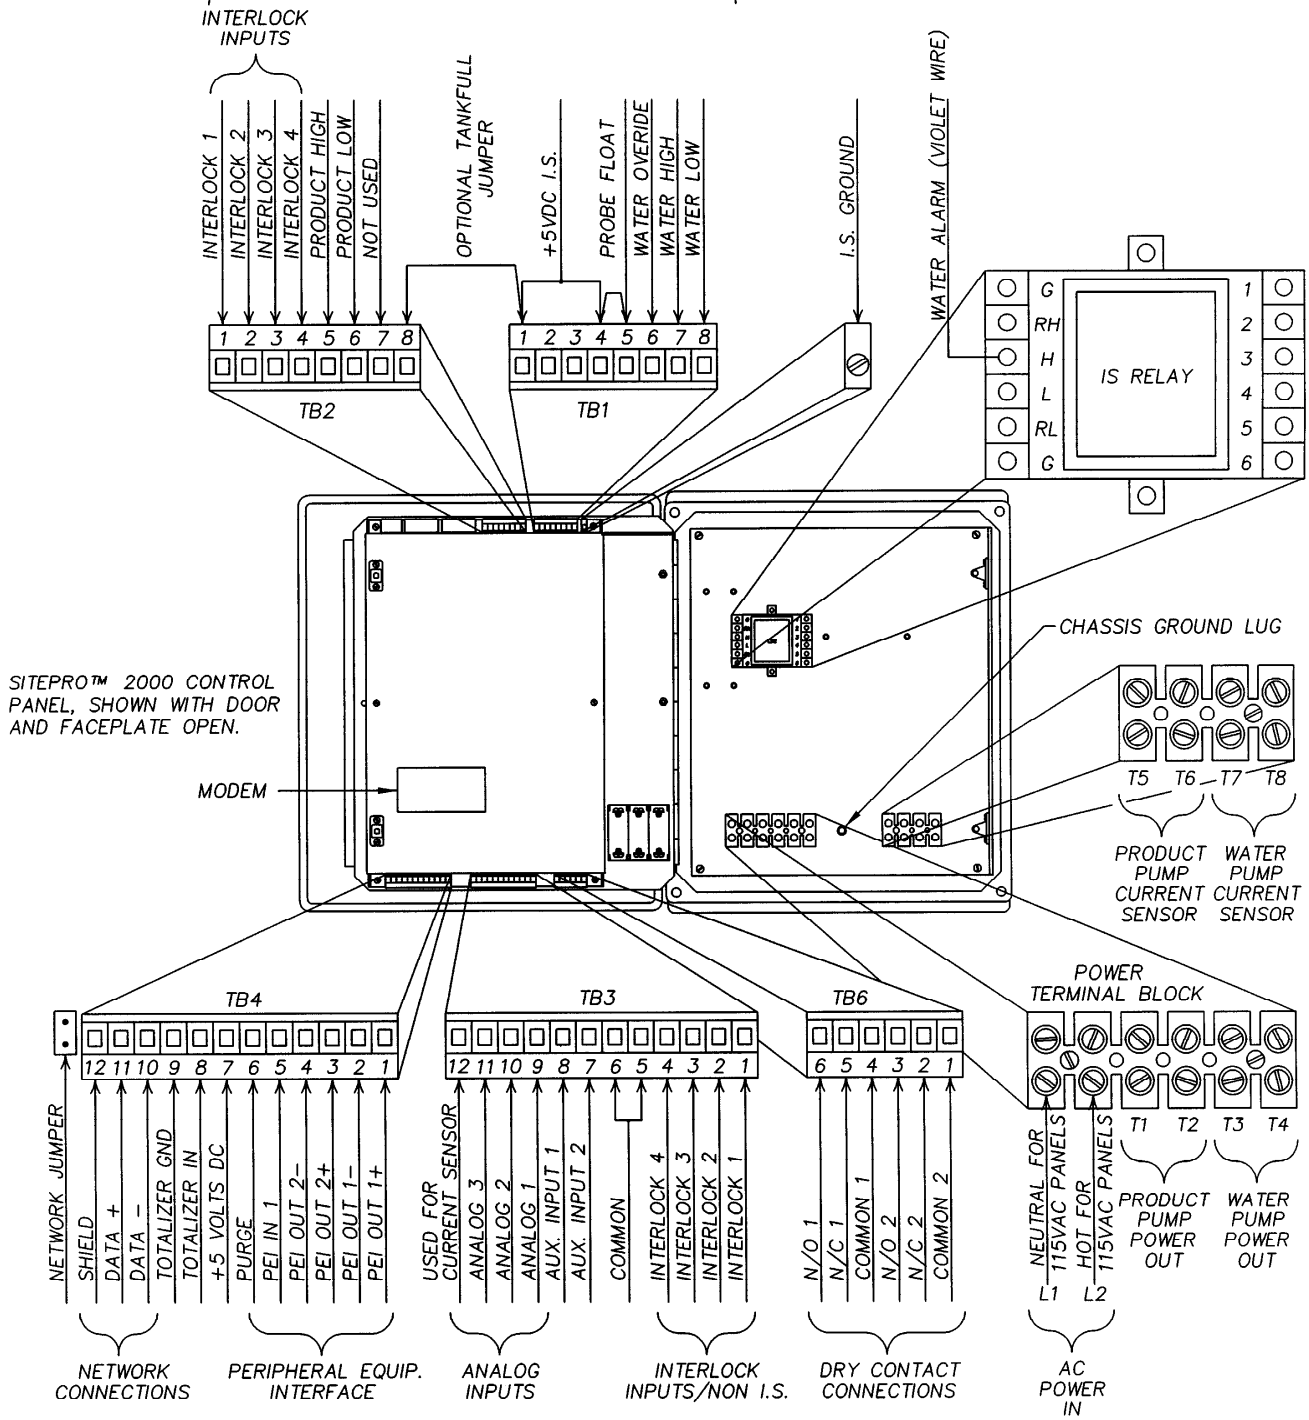 INTERLOCK
INPUTS
INTERLOCK 1
INTERLOCK 2
INTERLOCK 3
INTERLOCK 4
PRODUCT HIGH
PRODUCT LOW
NOT USED
OPTIONAL TANKFULL
JUMPER
+5VDC I.S.
PROBE FLOAT
WATER OVERIDE
WATER HIGH
WATER LOW
I.S. GROUND
WATER ALARM (VIOLET WIRE)
1 2 3 4 5 6 7 8
TB2
1 2 3 4 5 6 7 8
TB1
G 1
RH 2
H 3
L 4
RL 5
G 6
IS RELAY
CHASSIS GROUND LUG
SITEPRO™ 2000 CONTROL
PANEL, SHOWN WITH DOOR
AND FACEPLATE OPEN.
MODEM
T5 T6 T7 T8
PRODUCT
PUMP
CURRENT
SENSOR
WATER
PUMP
CURRENT
SENSOR
TB4
12 11 10 9 8 7 6 5 4 3 2 1
NETWORK JUMPER
SHIELD
DATA +
DATA -
TOTALIZER GND
TOTALIZER IN
+5 VOLTS DC
PURGE
PEI IN 1
PEI OUT 2-
PEI OUT 2+
PEI OUT 1-
PEI OUT 1+
NETWORK
CONNECTIONS
PERIPHERAL EQUIP.
INTERFACE
TB3
12 11 10 9 8 7 6 5 4 3 2 1
USED FOR
CURRENT SENSOR
ANALOG 3
ANALOG 2
ANALOG 1
AUX. INPUT 1
AUX. INPUT 2
COMMON
INTERLOCK 4
INTERLOCK 3
INTERLOCK 2
INTERLOCK 1
ANALOG
INPUTS
INTERLOCK
INPUTS/NON I.S.
TB6
6 5 4 3 2 1
N/O 1
N/C 1
COMMON 1
N/O 2
N/C 2
COMMON 2
DRY CONTACT
CONNECTIONS
POWER
TERMINAL BLOCK
T1 T2 T3 T4
NEUTRAL FOR
115VAC PANELS
HOT FOR
115VAC PANELS
L1 L2
AC
POWER
IN
PRODUCT
PUMP
POWER
OUT
WATER
PUMP
POWER
OUT